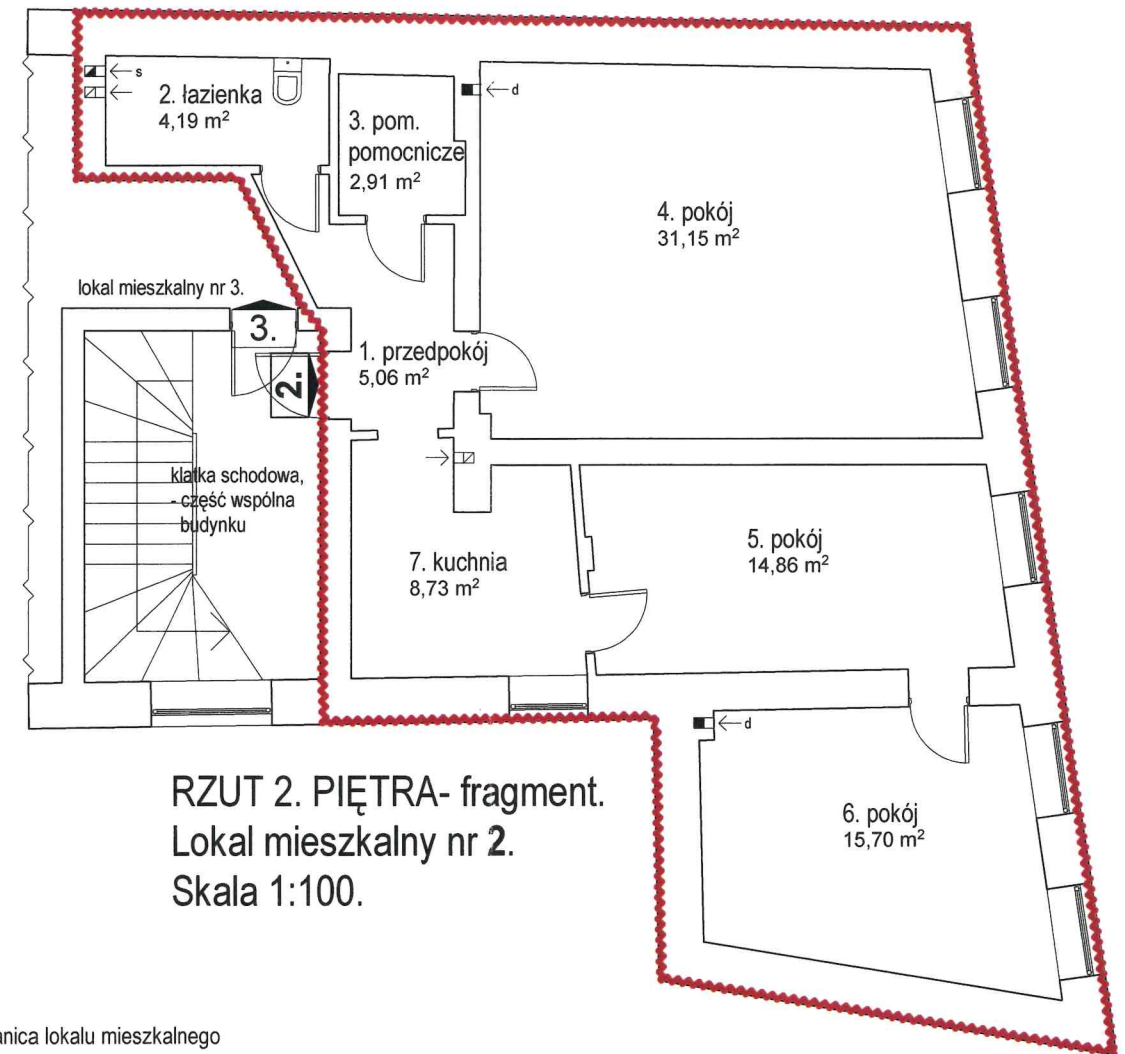 s
2. łazienka
4,19 m²
3. pom.
pomocnicze
2,91 m²
d
4. pokój
31,15 m²
lokal mieszkalny nr 3.
3.
2.
1. przedpokój
5,06 m²
klatka schodowa,
- część wspólna
budynku
7. kuchnia
8,73 m²
5. pokój
14,86 m²
d
6. pokój
15,70 m²
RZUT 2. PIĘTRA- fragment.
Lokal mieszkalny nr 2.
Skala 1:100.
lokalu mieszkalnego